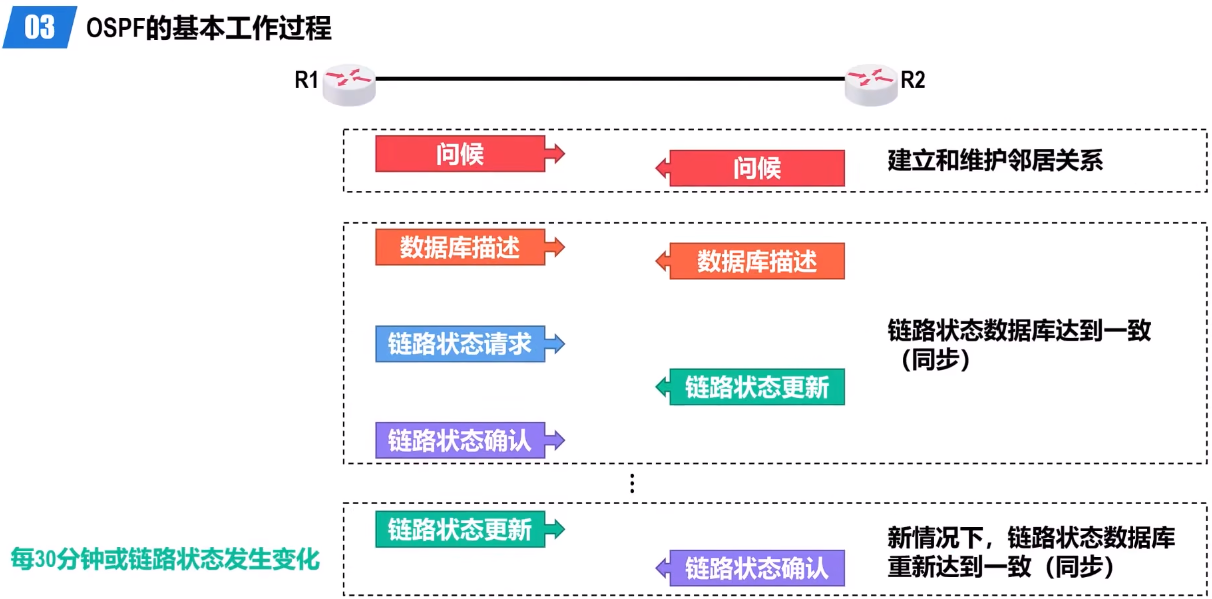 03 OSPF的基本工作过程
R1
R2
问候
问候
建立和维护邻居关系
数据库描述
数据库描述
链路状态请求
链路状态数据库达到一致
（同步）
链路状态更新
链路状态确认
链路状态更新
每30分钟或链路状态发生变化
新情况下，链路状态数据库
重新达到一致（同步）
链路状态确认